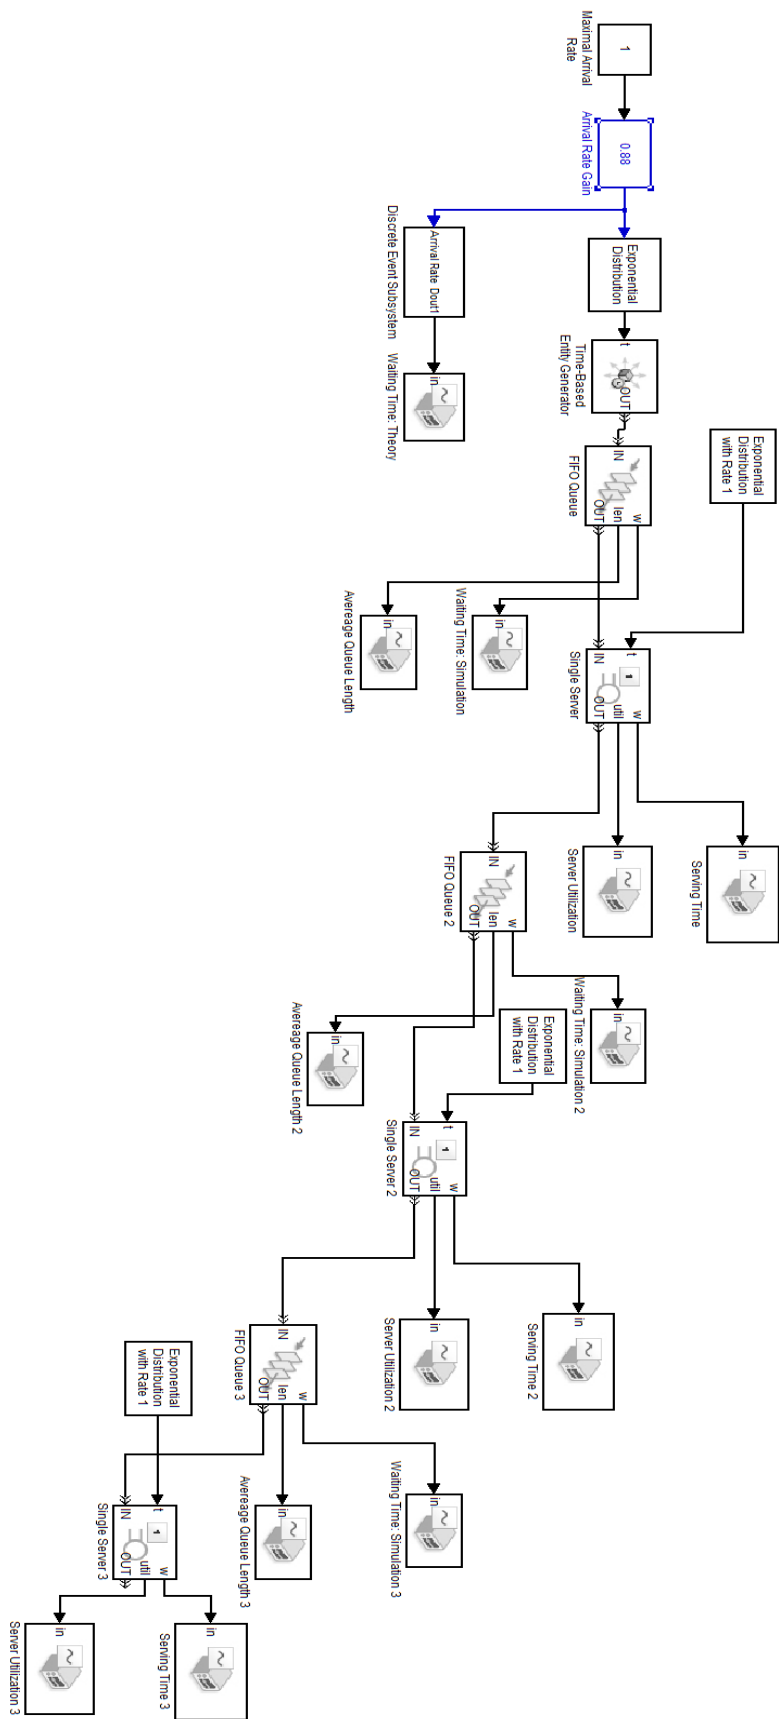 1
Maximal Arrival
Rate
0.88
Arrival Rate Gain
Exponential
Distribution
t
OUT
Time-Based
Entity Generator
Arrival Rate Dout1
Discrete Event Subsystem
in
Waiting Time: Theory
IN
w
len
OUT
FIFO Queue
Exponential
Distribution
with Rate 1
in
Waiting Time: Simulation
in
Avereage Queue Length
t
IN
w
util
OUT
1
Single Server
in
Serving Time
in
Server Utilization
IN
w
len
OUT
FIFO Queue 2
in
Waiting Time: Simulation 2
in
Avereage Queue Length 2
Exponential
Distribution
with Rate 1
t
IN
w
util
OUT
1
Single Server 2
in
Serving Time 2
in
Server Utilization 2
IN
w
len
OUT
FIFO Queue 3
in
Waiting Time: Simulation 3
in
Avereage Queue Length 3
Exponential
Distribution
with Rate 1
t
IN
w
util
OUT
1
Single Server 3
in
Serving Time 3
in
Server Utilization 3